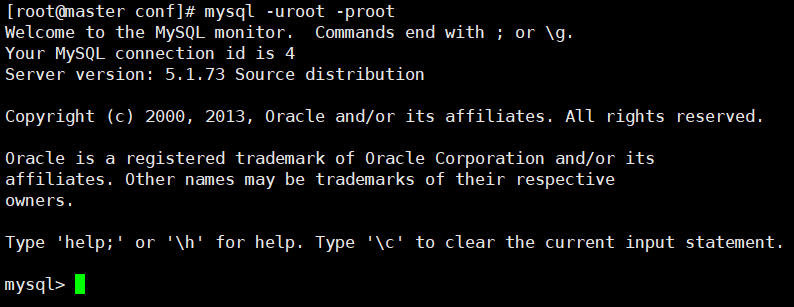 [root@master conf]# mysql -uroot -proot
Welcome to the MySQL monitor.  Commands end with ; or \g.
Your MySQL connection id is 4
Server version: 5.1.73 Source distribution

Copyright (c) 2000, 2013, Oracle and/or its affiliates. All rights reserved.

Oracle is a registered trademark of Oracle Corporation and/or its
affiliates. Other names may be trademarks of their respective
owners.

Type 'help;' or '\h' for help. Type '\c' to clear the current input statement.

mysql>